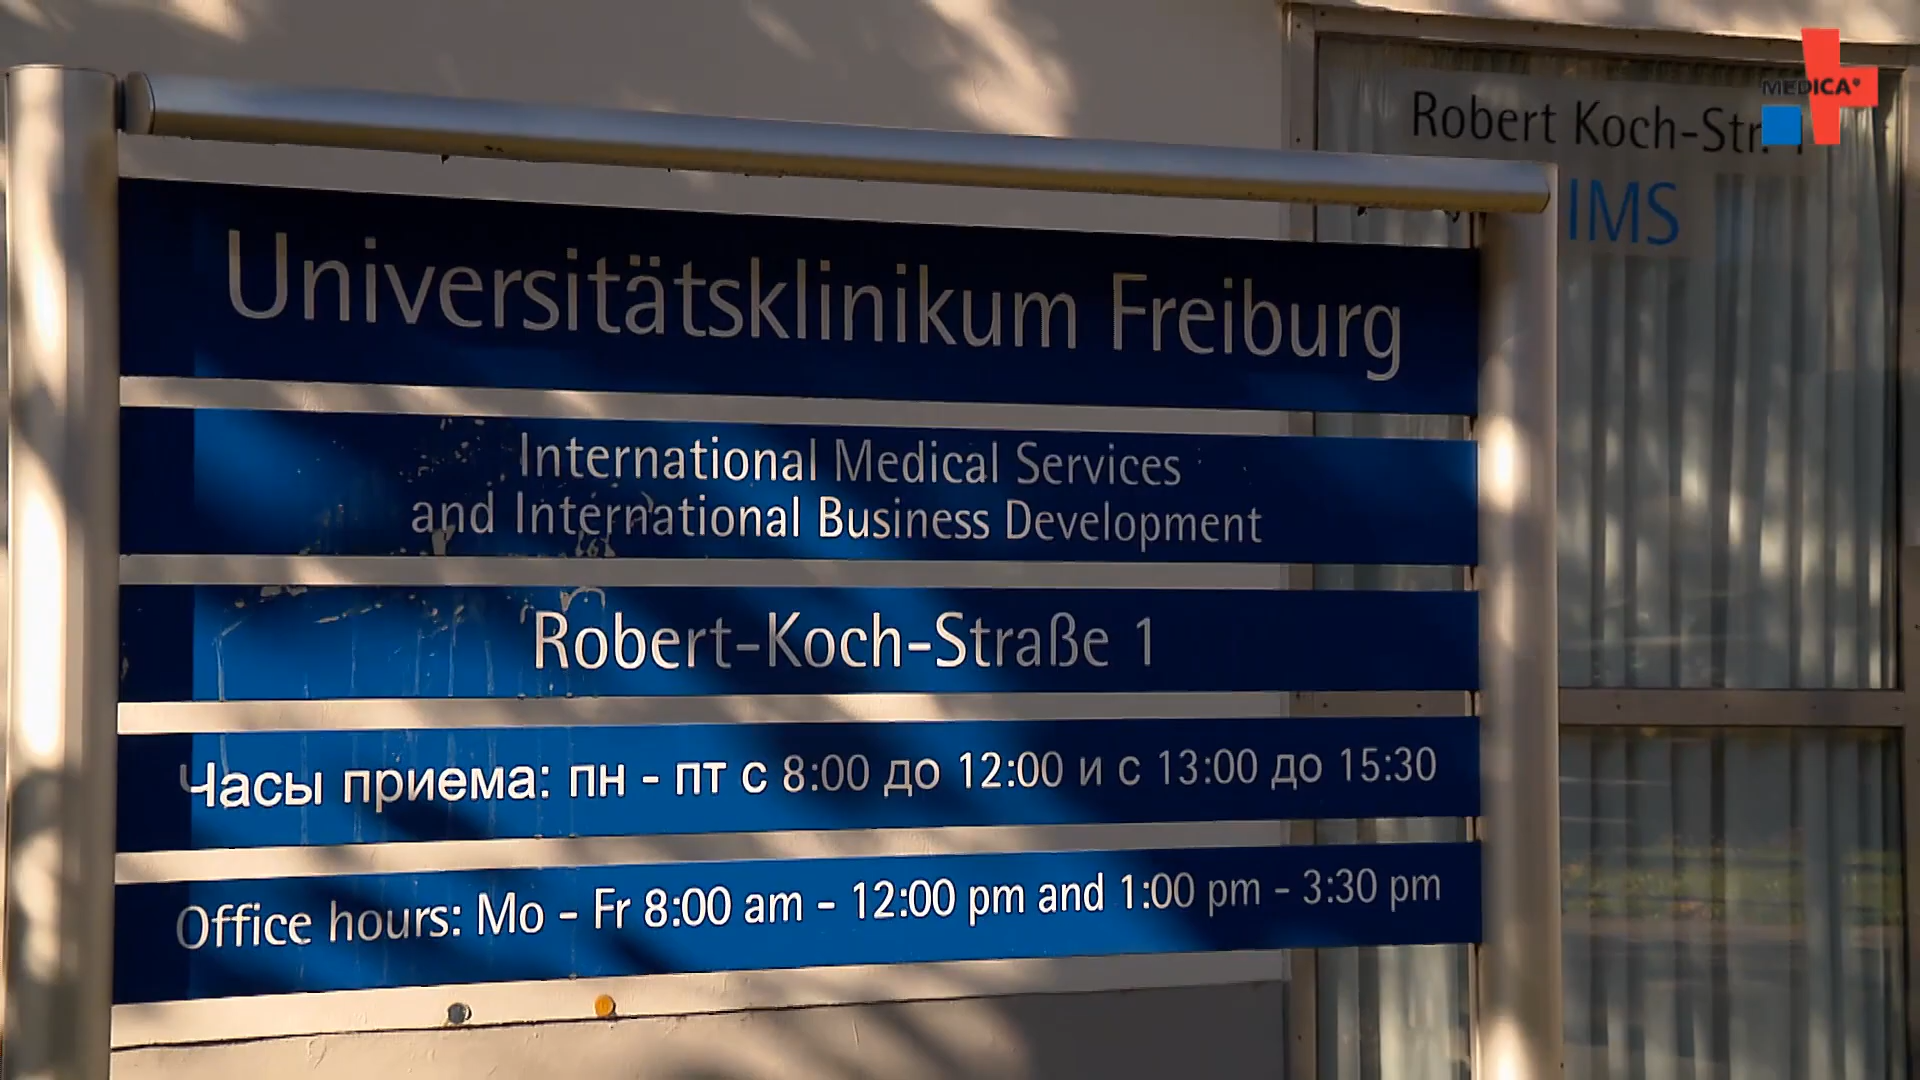 MEDICA
Robert Koch-Str. 1
IMS
Universitätsklinikum Freiburg
International Medical Services
and International Business Development
Robert-Koch-Straße 1
Часы приема: пн - пт с 8:00 до 12:00 и с 13:00 до 15:30
Office hours: Mo - Fr 8:00 am - 12:00 pm and 1:00 pm - 3:30 pm